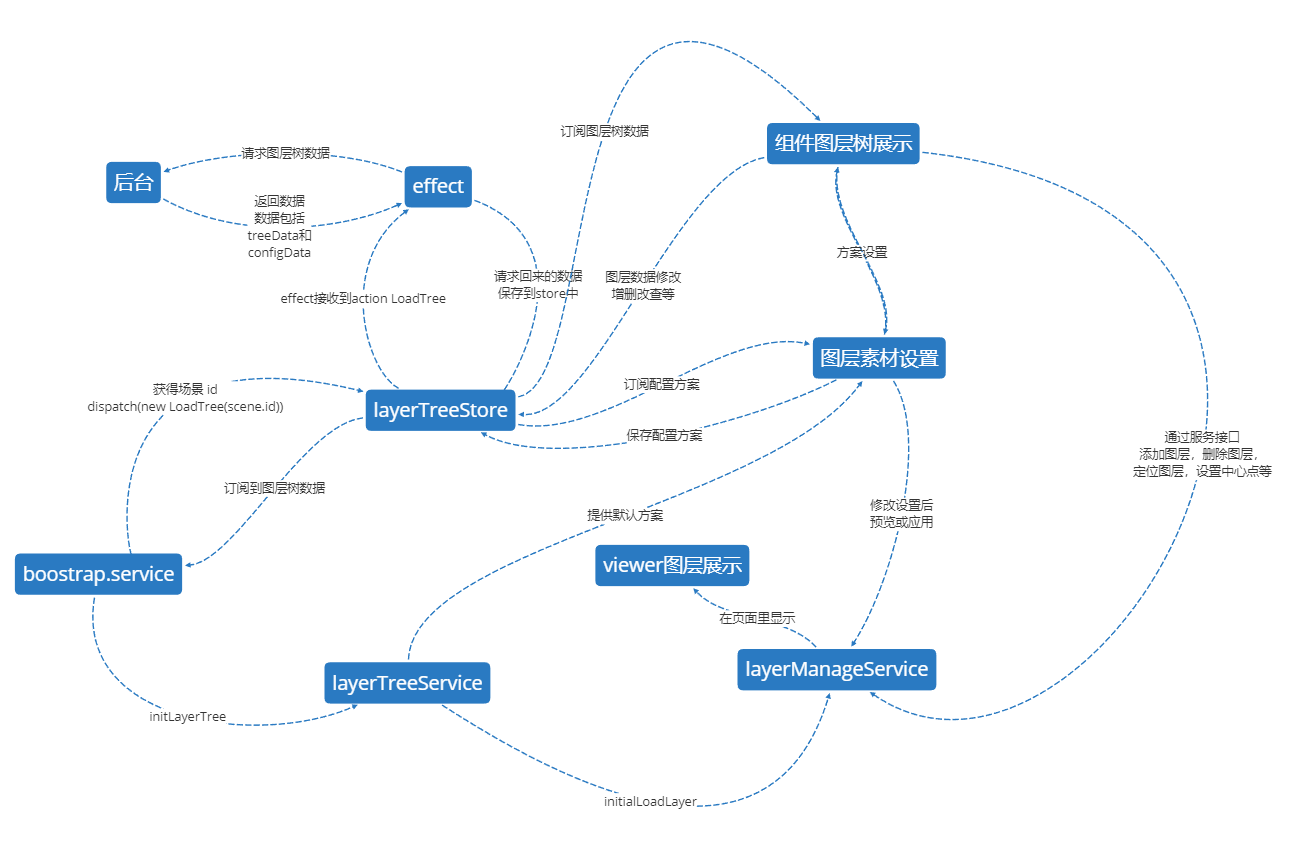 订阅图层树数据
组件图层树展示
请求图层树数据
后台
effect
返回数据
数据包括
treeData和
configData
方案设置
请求回来的数据
保存到store中
图层数据修改
增删改查等
effect接收到action LoadTree
图层素材设置
获得场景 id
dispatch(new LoadTree(scene.id))
订阅配置方案
layerTreeStore
保存配置方案
通过服务接口
添加图层，删除图层，
定位图层，设置中心点等
订阅到图层树数据
提供默认方案
修改设置后
预览或应用
boostrap.service
viewer图层展示
在页面里显示
layerTreeService
layerManageService
initLayerTree
initialLoadLayer